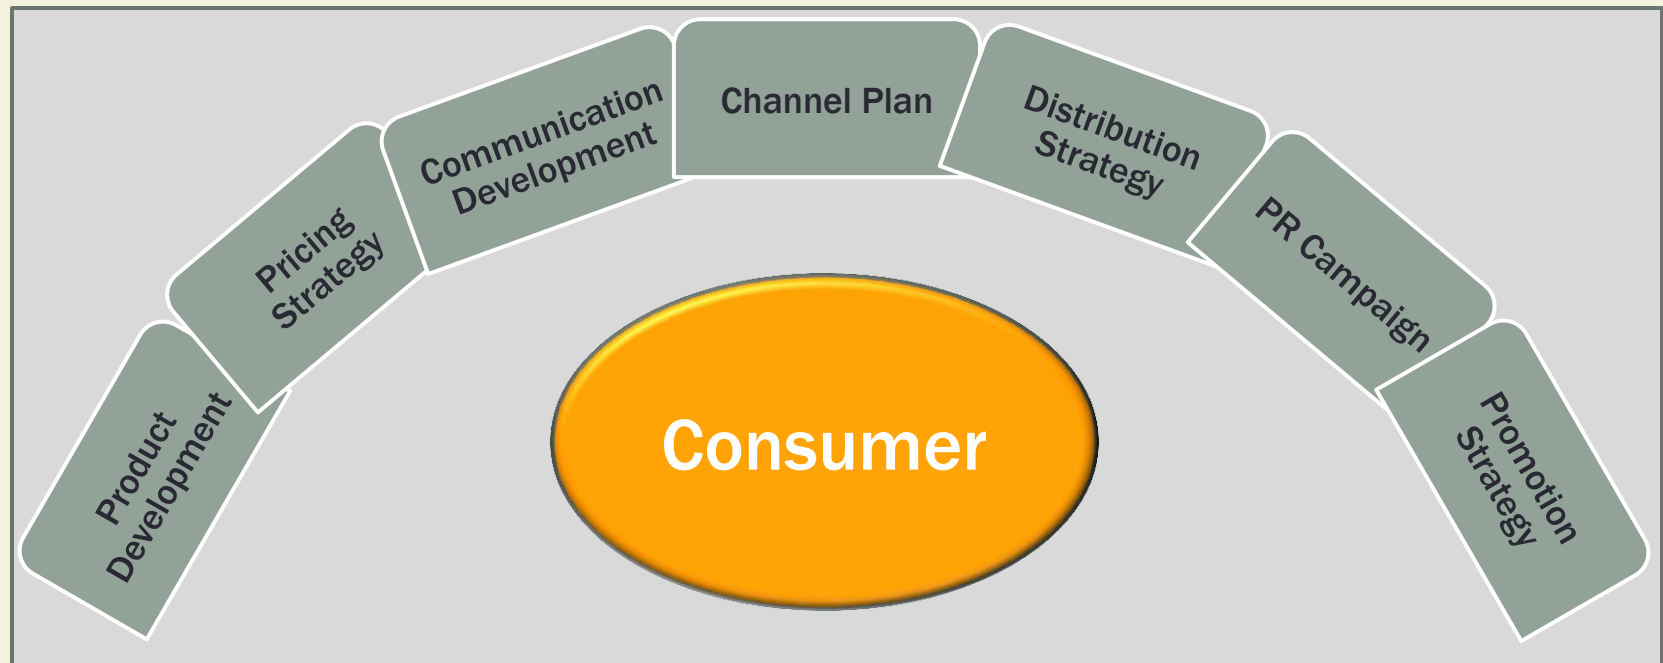 Product
Development
Pricing
Strategy
Communication
Development
Channel Plan
Distribution
Strategy
PR Campaign
Promotion
Strategy
Consumer